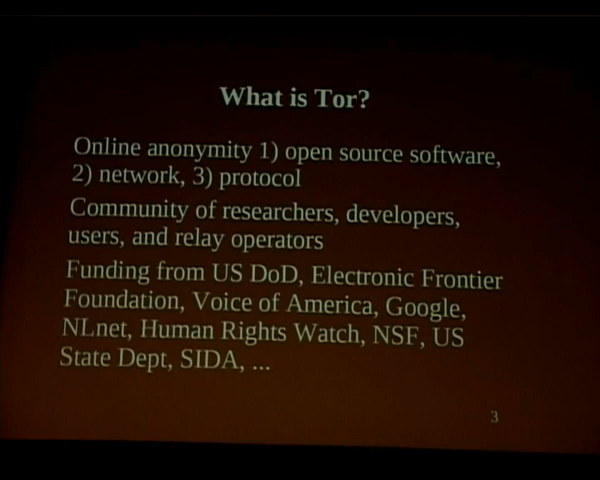 What is Tor?
Online anonymity 1) open source software,
2) network, 3) protocol
Community of researchers, developers,
users, and relay operators
Funding from US DoD, Electronic Frontier
Foundation, Voice of America, Google,
NLnet, Human Rights Watch, NSF, US
State Dept, SIDA, ...
3